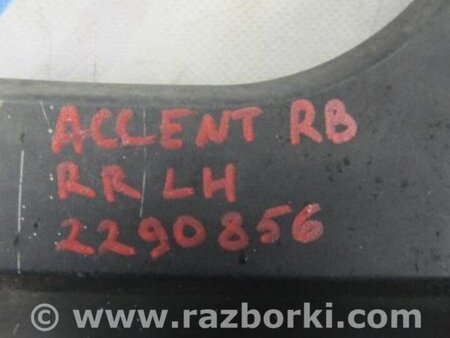 ACCENT RB
RR LH
2290856
© www.razborki.com